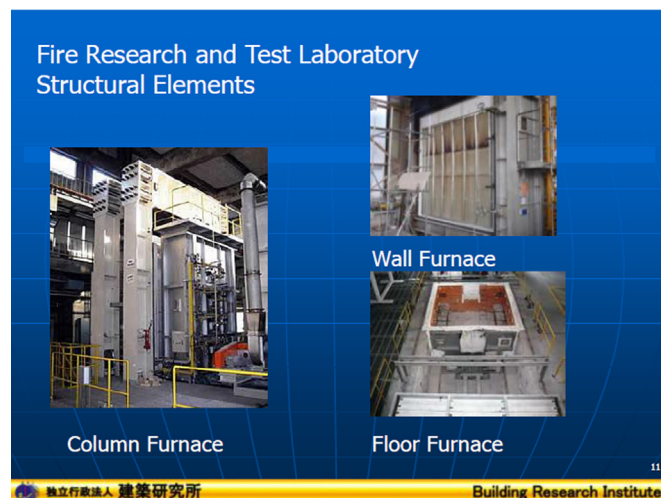 Fire Research and Test Laboratory
Structural Elements
Wall Furnace
Column Furnace
Floor Furnace
11
独立行政法人 建築研究所
Building Research Institute